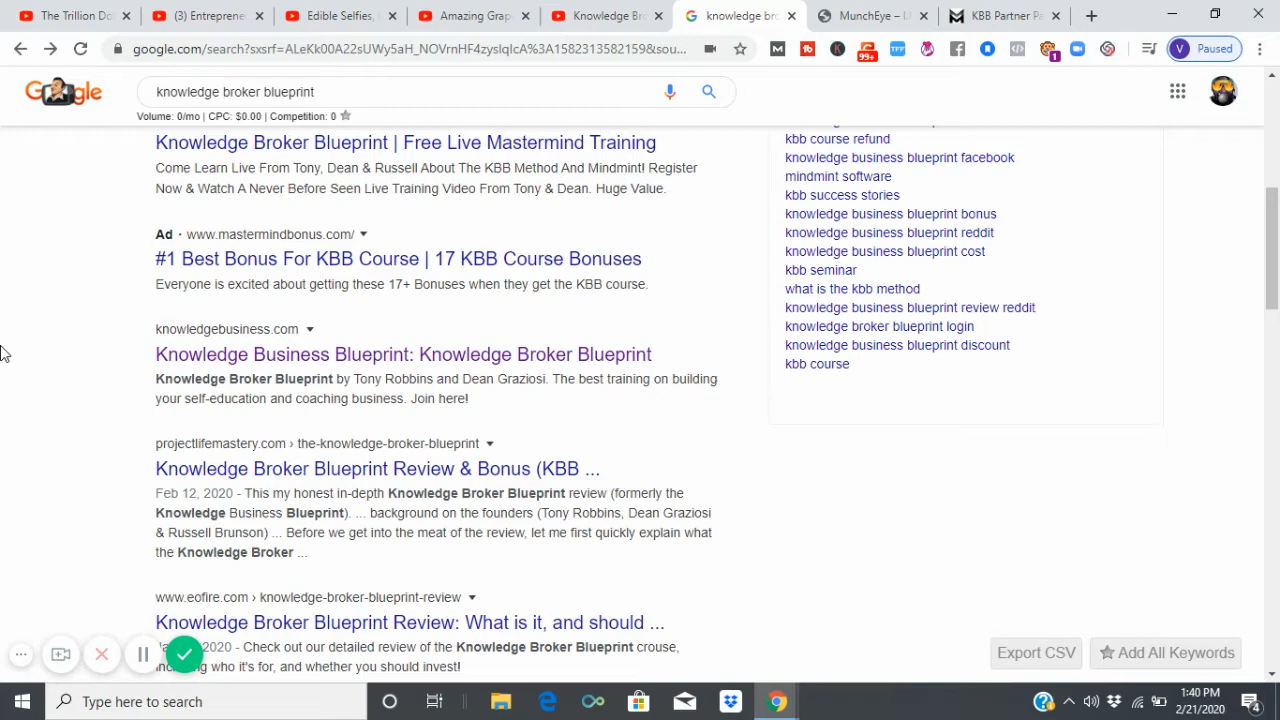 The Trillion Do
(3) Entreprene
Edible Selfies,
Amazing Grap
Knowledge Br
knowledge bro
MunchEye – U
KBB Partner Pa
google.com/search?sxsrf=ALeKk00A22sUWy5aH_NOVrnHF4zyslqIcA%3A1582313582159&sou...
99+
TFF
1
V Paused
knowledge broker blueprint
Volume: 0/mo | CPC: $0.00 | Competition: 0
Knowledge Broker Blueprint | Free Live Mastermind Training
Come Learn Live From Tony, Dean & Russell About The KBB Method And Mindmint! Register
Now & Watch A Never Before Seen Live Training Video From Tony & Dean. Huge Value.
Ad · www.mastermindbonus.com/
#1 Best Bonus For KBB Course | 17 KBB Course Bonuses
Everyone is excited about getting these 17+ Bonuses when they get the KBB course.
knowledgebusiness.com
Knowledge Business Blueprint: Knowledge Broker Blueprint
Knowledge Broker Blueprint by Tony Robbins and Dean Graziosi. The best training on building
your self-education and coaching business. Join here!
projectlifemastery.com › the-knowledge-broker-blueprint
Knowledge Broker Blueprint Review & Bonus (KBB ...
Feb 12, 2020 - This my honest in-depth Knowledge Broker Blueprint review (formerly the
Knowledge Business Blueprint). ... background on the founders (Tony Robbins, Dean Graziosi
& Russell Brunson) ... Before we get into the meat of the review, let me first quickly explain what
the Knowledge Broker ...
www.eofire.com › knowledge-broker-blueprint-review
Knowledge Broker Blueprint Review: What is it, and should ...
2020 - Check out our detailed review of the Knowledge Broker Blueprint crouse,
who it's for, and whether you should invest!
kbb course refund
knowledge business blueprint facebook
mindmint software
kbb success stories
knowledge business blueprint bonus
knowledge business blueprint reddit
knowledge business blueprint cost
kbb seminar
what is the kbb method
knowledge business blueprint review reddit
knowledge broker blueprint login
knowledge business blueprint discount
kbb course
Export CSV
Add All Keywords
Type here to search
1:40 PM
2/21/2020
4